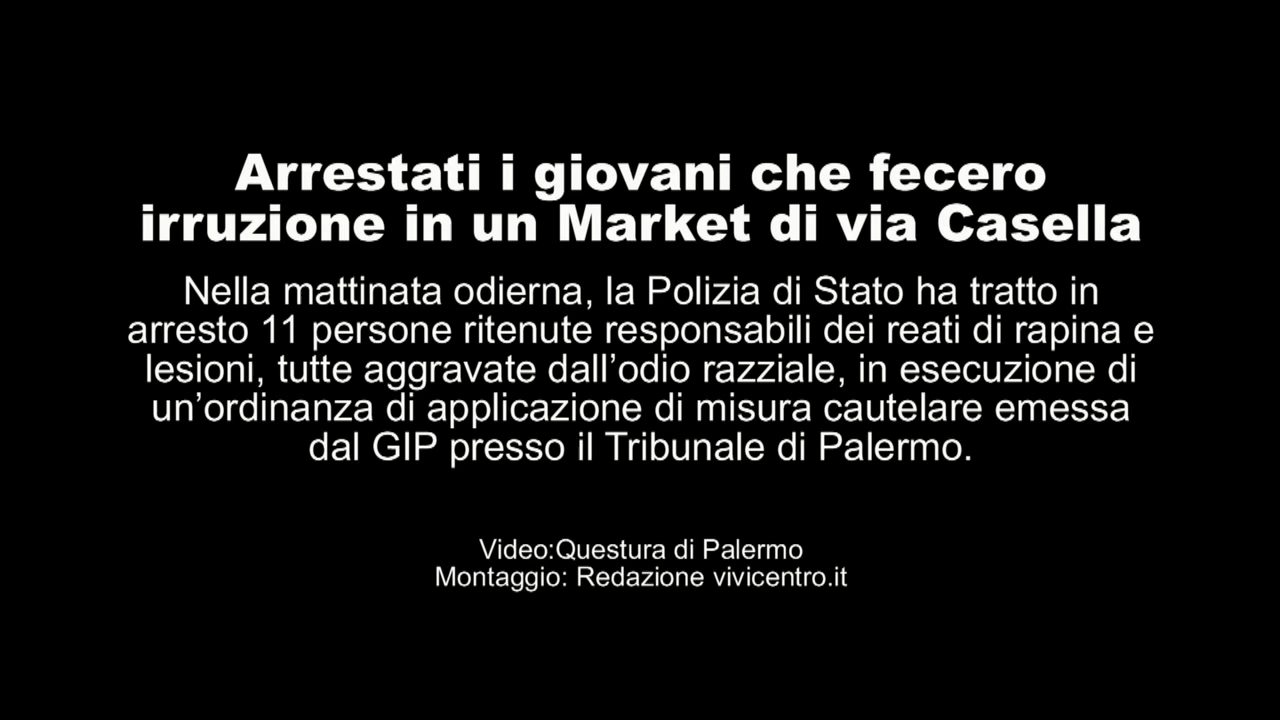 Arrestati i giovani che fecero
irruzione in un Market di via Casella
Nella mattinata odierna, la Polizia di Stato ha tratto in
arresto 11 persone ritenute responsabili dei reati di rapina e
lesioni, tutte aggravate dall’odio razziale, in esecuzione di
un’ordinanza di applicazione di misura cautelare emessa
dal GIP presso il Tribunale di Palermo.
Video:Questura di Palermo
Montaggio: Redazione vivicentro.it